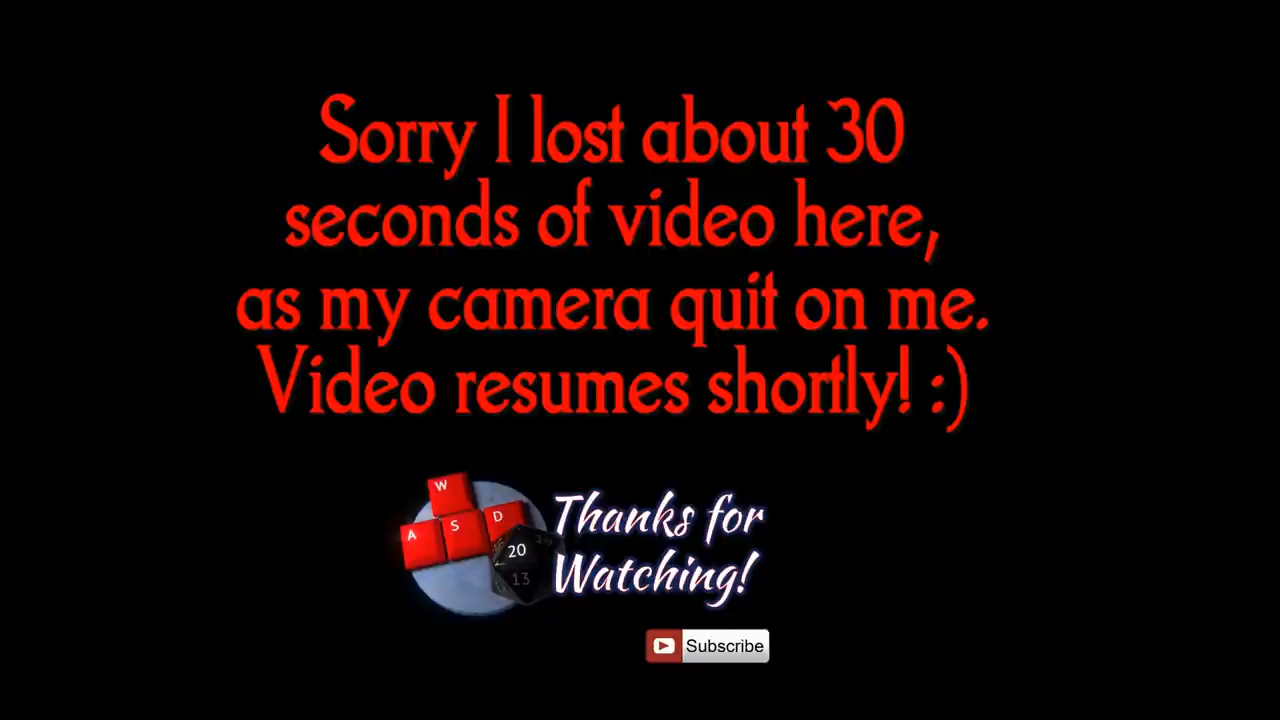 Sorry I lost about 30
seconds of video here,
as my camera quit on me.
Video resumes shortly! :)
W
A S D
20
13
Thanks for
Watching!
Subscribe